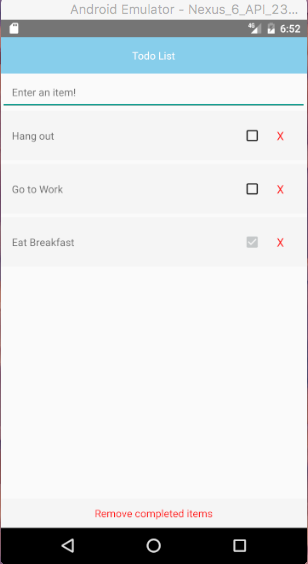 Android Emulator - Nexus_6_API_23...
4G 6:52
Todo List
Enter an item!
Hang out X
Go to Work X
Eat Breakfast X
Remove completed items